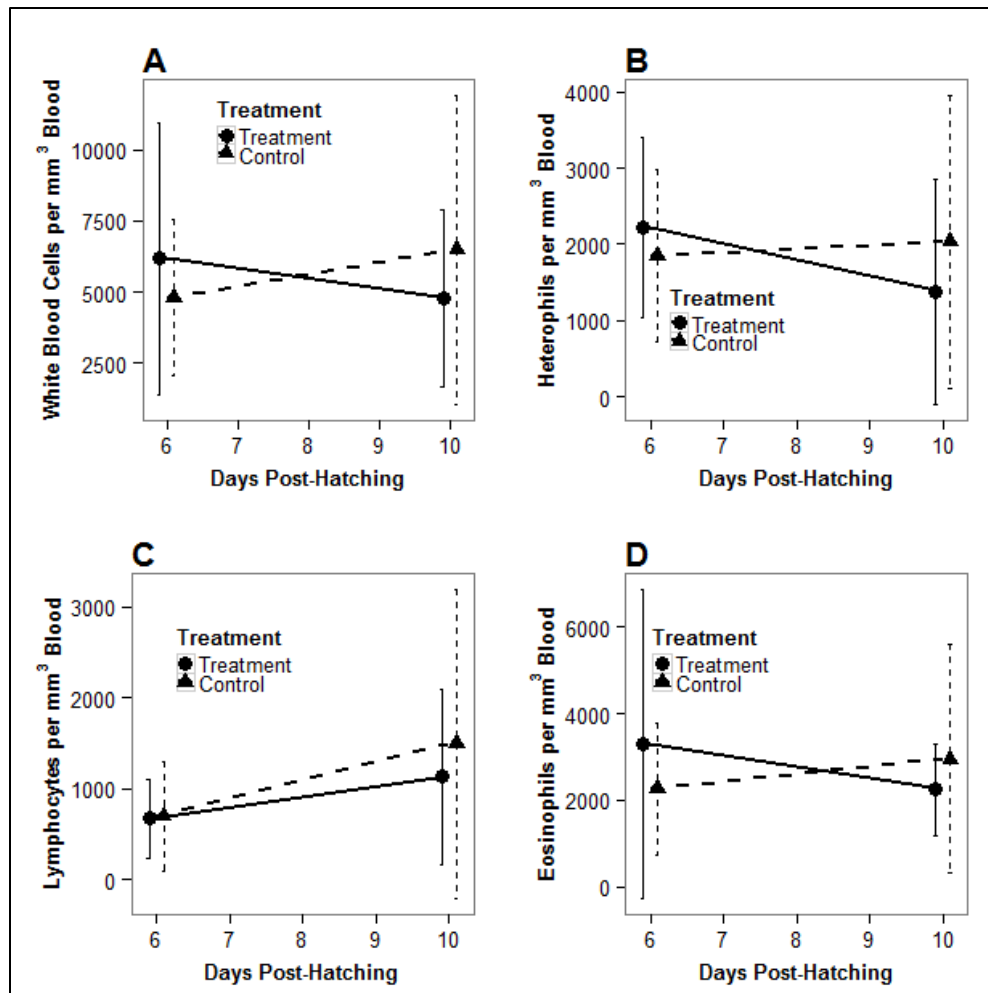 A
White Blood Cells per mm³ Blood
10000
7500
5000
2500
Treatment
Treatment
Control
6 7 8 9 10
Days Post-Hatching
B
Heterophils per mm³ Blood
4000
3000
2000
1000
0
Treatment
Treatment
Control
6 7 8 9 10
Days Post-Hatching
C
Lymphocytes per mm³ Blood
3000
2000
1000
0
Treatment
Treatment
Control
6 7 8 9 10
Days Post-Hatching
D
Eosinophils per mm³ Blood
6000
4000
2000
0
Treatment
Treatment
Control
6 7 8 9 10
Days Post-Hatching